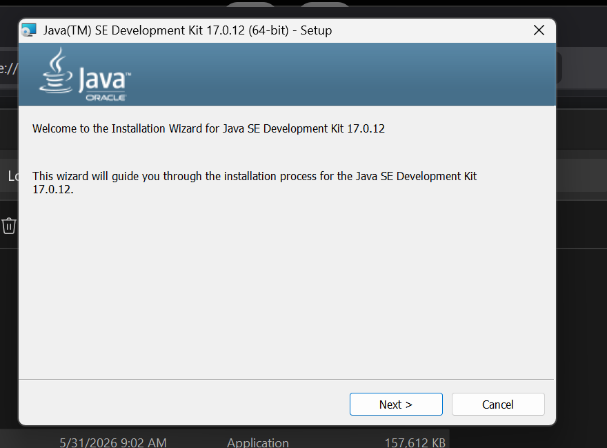 Java(TM) SE Development Kit 17.0.12 (64-bit) - Setup
e://
Java™
ORACLE
Welcome to the Installation Wizard for Java SE Development Kit 17.0.12
Lo
This wizard will guide you through the installation process for the Java SE Development Kit
17.0.12.
Next >
Cancel
5/31/2026 9:02 AM Application 157,612 KB